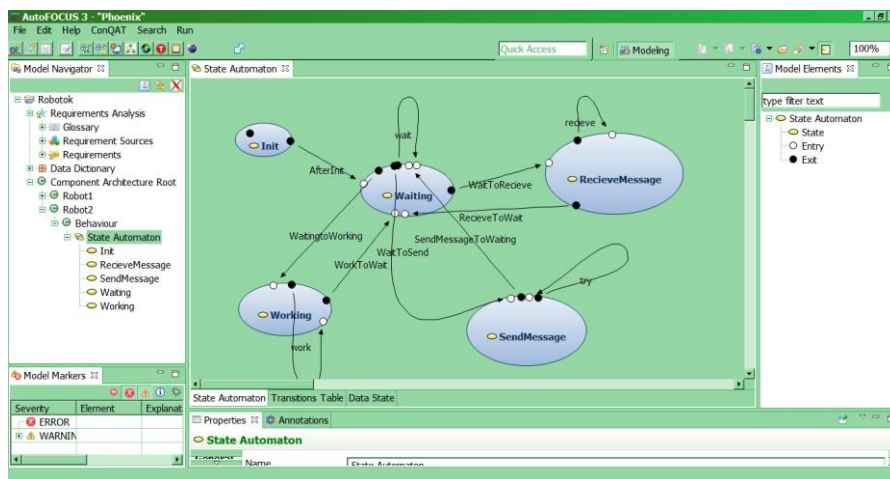 AutoFOCUS 3 - "Phoenix"
File Edit Help ConQAT Search Run
Quick Access
Modeling
100%
Model Navigator
Robotok
Requirements Analysis
Glossary
Requirement Sources
Requirements
Data Dictionary
Component Architecture Root
Robot1
Robot2
Behaviour
State Automaton
Init
RecieveMessage
SendMessage
Waiting
Working
State Automaton
wait
recieve
Init
AfterInit
Waiting
WaitToRecieve
RecieveMessage
RecieveToWait
WaitingtoWorking
SendMessageToWaiting
WaitToSend
WorkToWait
try
Working
SendMessage
work
State Automaton Transitions Table Data State
Model Elements
type filter text
State Automaton
State
Entry
Exit
Model Markers
Severity Element Explanat
ERROR
WARNIN
Properties Annotations
State Automaton
General
Name State Automaton